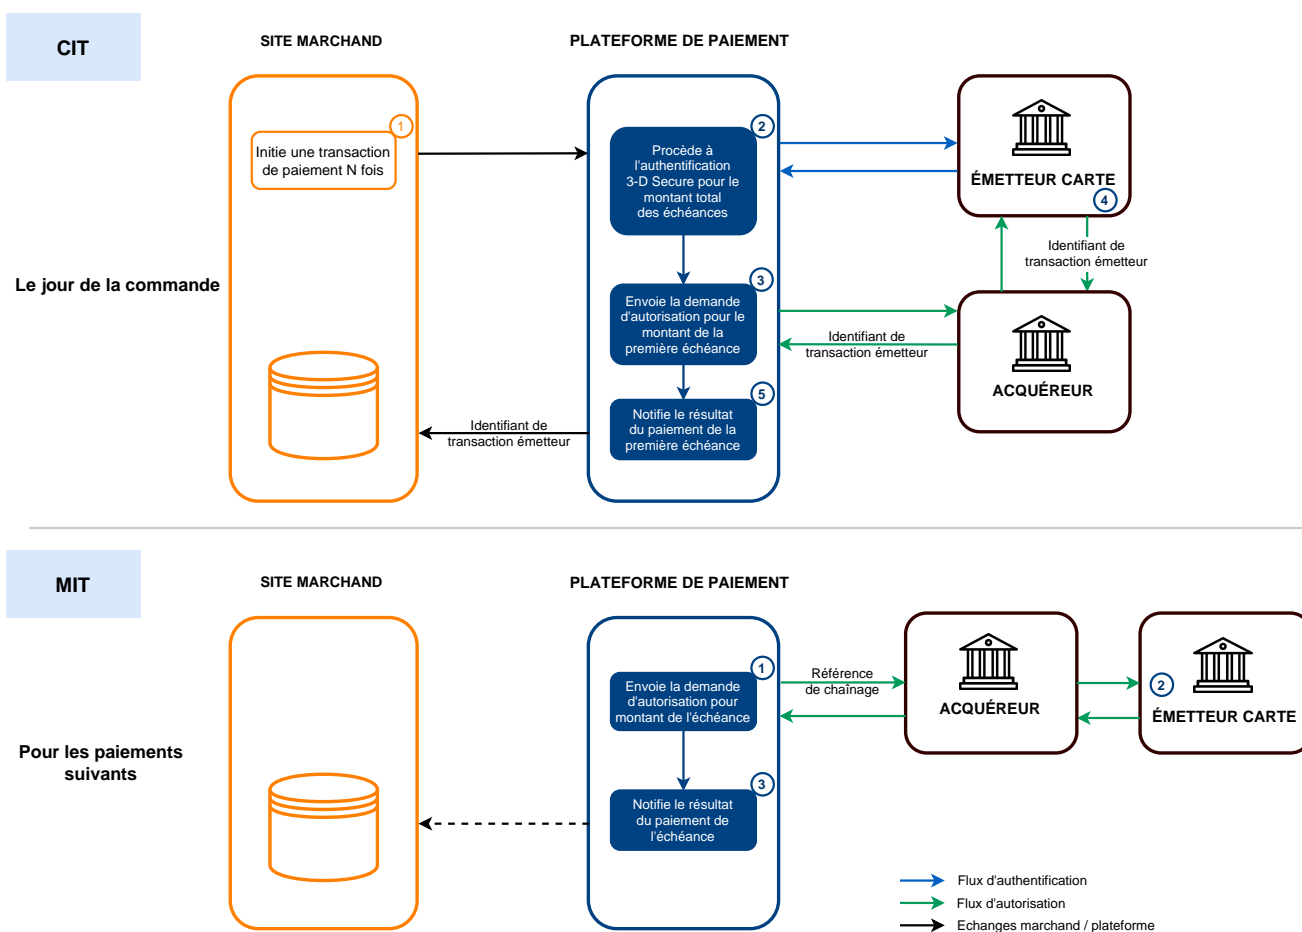 CIT
SITE MARCHAND
PLATEFORME DE PAIEMENT
1
Initie une transaction
de paiement N fois
2
Procède à
l'authentification
3-D Secure pour le
montant total
des échéances
ÉMETTEUR CARTE
4
Identifiant de
transaction émetteur
Le jour de la commande
3
Envoie la demande
d'autorisation pour le
montant de la
première échéance
Identifiant de
transaction émetteur
ACQUÉREUR
5
Notifie le résultat
du paiement de la
première échéance
Identifiant de
transaction émetteur
MIT
SITE MARCHAND
PLATEFORME DE PAIEMENT
1
Envoie la demande
d'autorisation pour
montant de l'échéance
Référence
de chaînage
ACQUÉREUR
2
ÉMETTEUR CARTE
Pour les paiements
suivants
3
Notifie le résultat
du paiement de
l'échéance
Flux d'authentification
Flux d'autorisation
Echanges marchand / plateforme